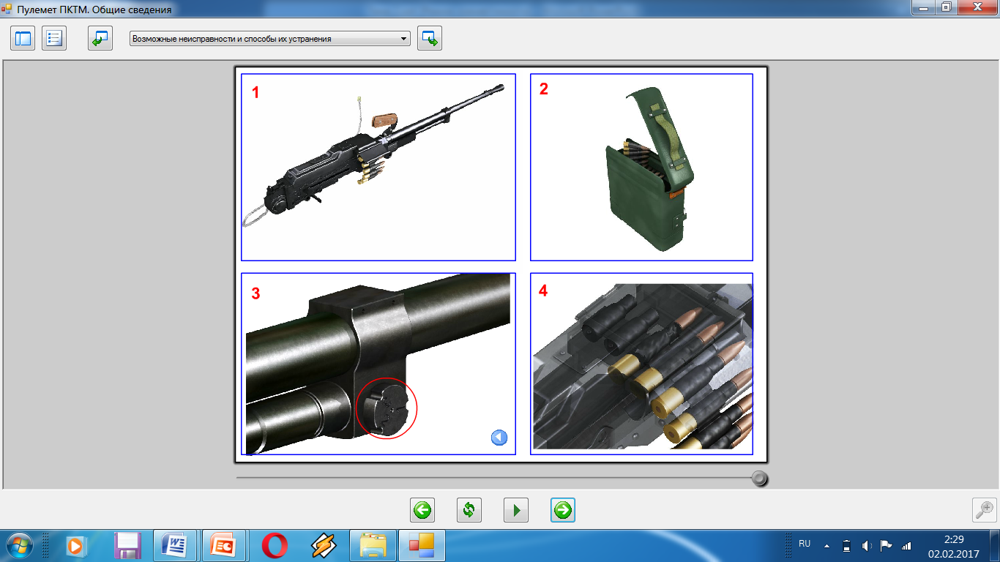 Пулемет ПКТМ. Общие сведения
Возможные неисправности и способы их устранения
1
2
3
4
RU
2:29
02.02.2017